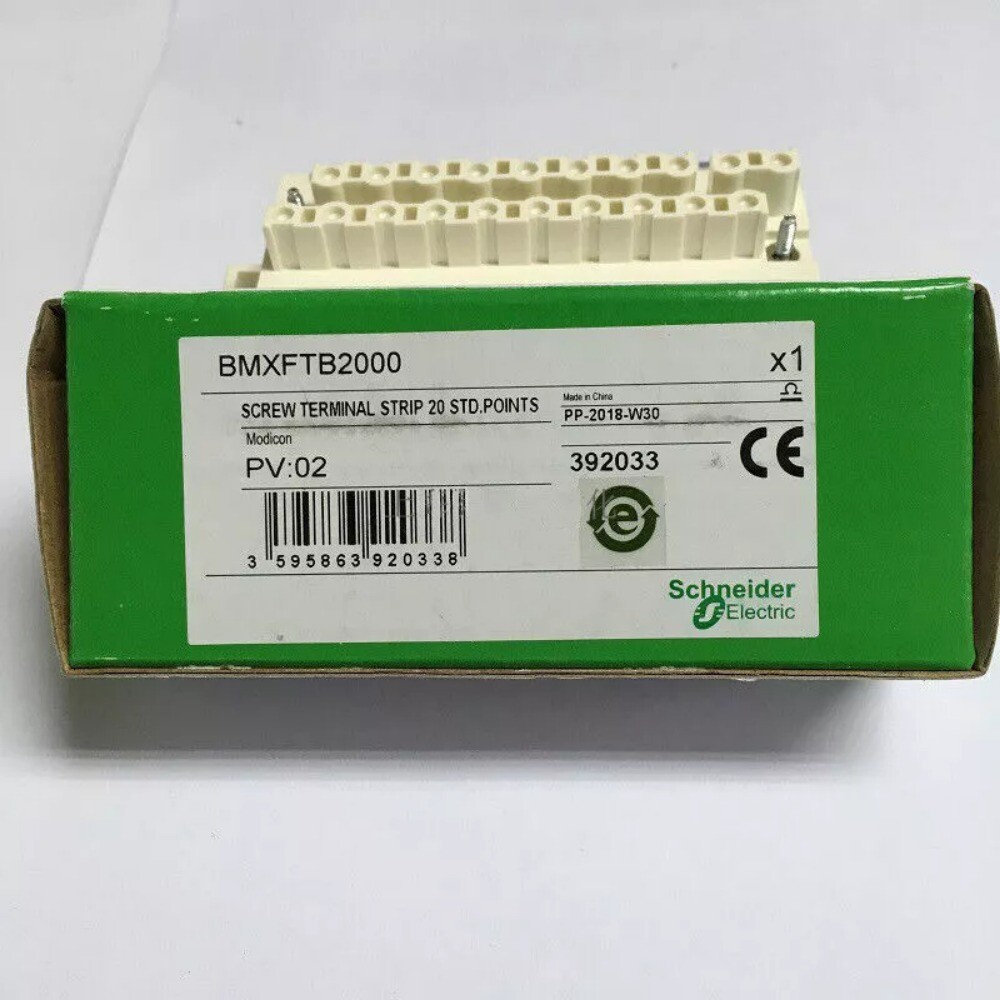 BMXFTB2000
x1
SCREW TERMINAL STRIP 20 STD.POINTS
Made in China
PP-2018-W30
Modicon
PV:02
392033
CE
e
3 595863 920338
Schneider
Electric